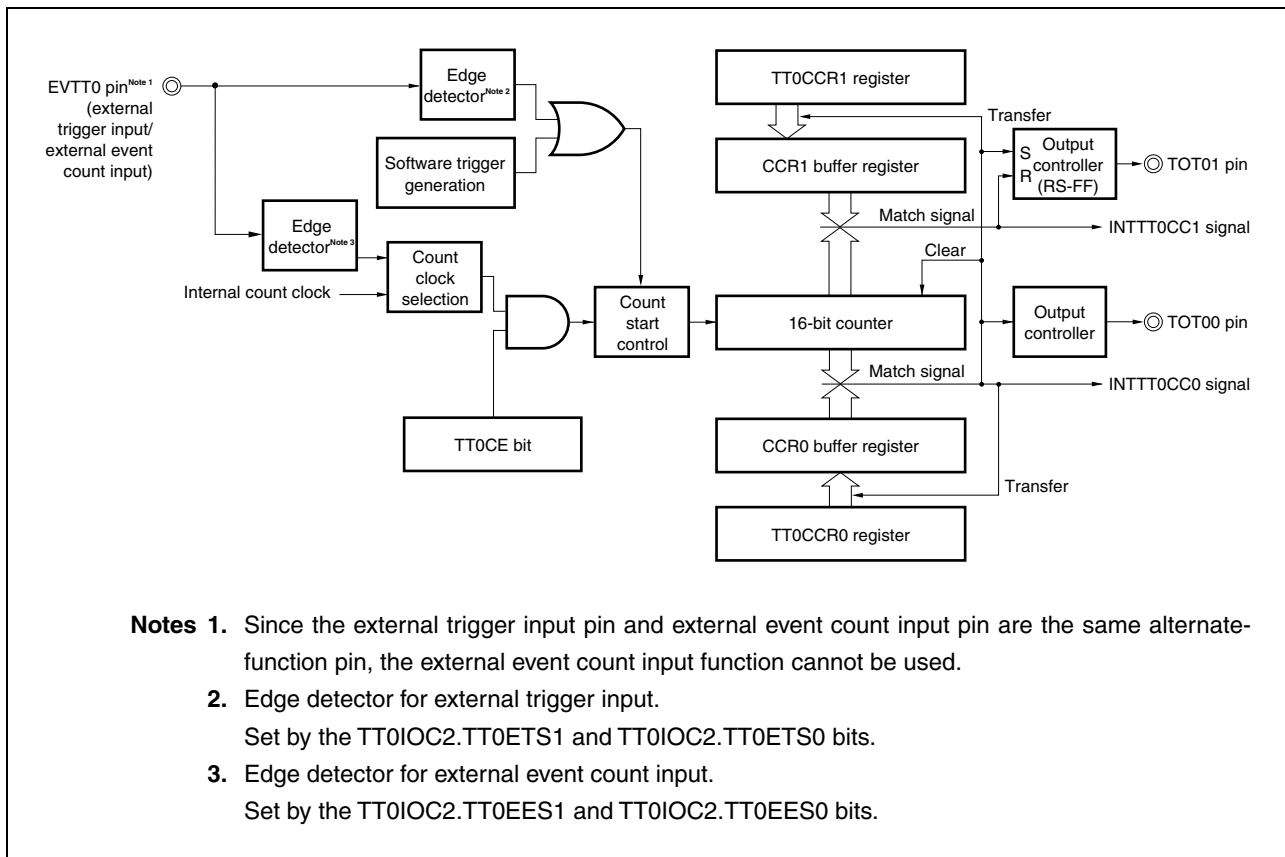 EVTT0 pinNote 1
(external
trigger input/
external event
count input)
Edge
detectorNote 2
Software trigger
generation
Edge
detectorNote 3
Internal count clock
Count
clock
selection
TT0CE bit
Count
start
control
TT0CCR1 register
Transfer
CCR1 buffer register
S
R
Output
controller
(RS-FF)
TOT01 pin
Match signal
INTTT0CC1 signal
Clear
16-bit counter
Output
controller
TOT00 pin
Match signal
INTTT0CC0 signal
CCR0 buffer register
Transfer
TT0CCR0 register
Notes 1. Since the external trigger input pin and external event count input pin are the same alternate-
function pin, the external event count input function cannot be used.
2. Edge detector for external trigger input.
Set by the TT0IOC2.TT0ETS1 and TT0IOC2.TT0ETS0 bits.
3. Edge detector for external event count input.
Set by the TT0IOC2.TT0EES1 and TT0IOC2.TT0EES0 bits.